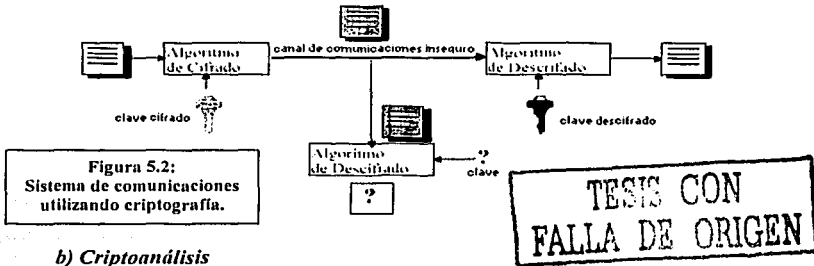 canal de comunicaciones inseguro
Algoritmo
de Cifrado
Algoritmo
de Descifrado
clave cifrado
clave descifrado
Algoritmo
de Descifrado
?
clave
?
Figura 5.2:
Sistema de comunicaciones
utilizando criptografía.
TESIS CON
FALLA DE ORIGEN
b) Criptoanálisis